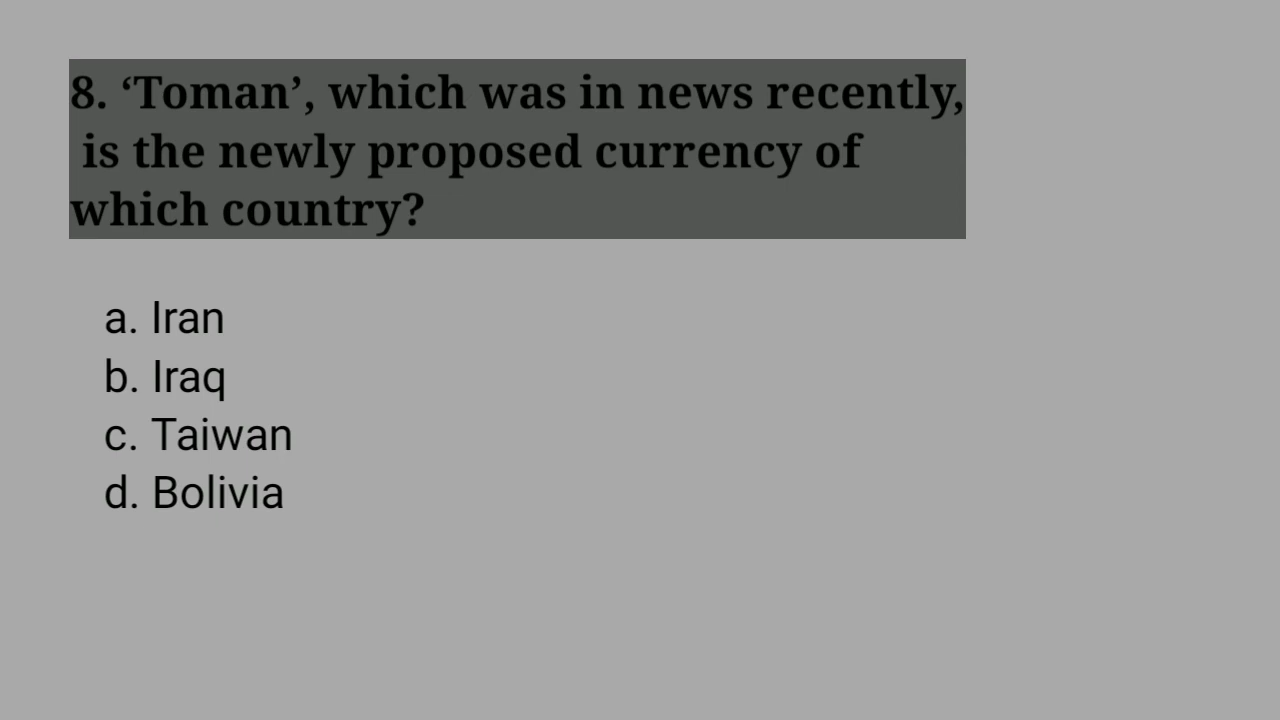 8. ‘Toman’, which was in news recently,
is the newly proposed currency of
which country?
a. Iran
b. Iraq
c. Taiwan
d. Bolivia